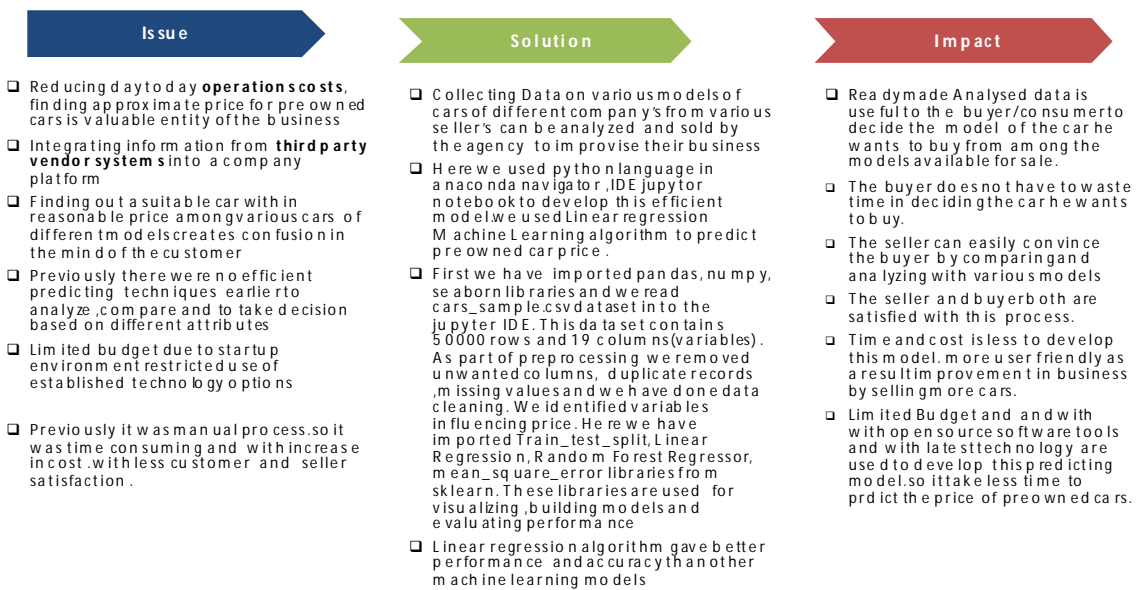 Issue
Reducing day to day operations costs,
finding approximate price for pre owned
cars is valuable entity of the business
Integrating information from third party
vendor systems into a company
platform
Finding out a suitable car with in
reasonable price among various cars of
different models creates confusion in
the mind of the customer
Previously there were no efficient
predicting techniques earlier to
analyze ,compare and to take decision
based on different attributes
Limited budget due to startup
environment restricted use of
established technology options
Previously it was manual process.so it
was time consuming and with increase
in cost .with less customer and seller
satisfaction .
Solution
Collecting Data on various models of
cars of different company's from various
seller's can be analyzed and sold by
the agency to improvise their business
Here we used python language in
anaconda navigator ,IDE jupytor
notebook to develop this efficient
model.we used Linear regression
Machine Learning algorithm to predict
pre owned car price .
First we have imported pandas, numpy,
seaborn libraries and we read
cars_sample.csv dataset into the
jupyter IDE. This data set contains
50000 rows and 19 columns(variables) .
As part of preprocessing we removed
unwanted columns, duplicate records
,missing values and we have done data
cleaning. We identified variables
influencing price. Here we have
imported Train_test_split, Linear
Regression, Random Forest Regressor,
mean_square_error libraries from
sklearn. These libraries are used for
visualizing ,building models and
evaluating performance
Linear regression algorithm gave better
performance and accuracy than other
machine learning models
Impact
Readymade Analysed data is
useful to the buyer/consumer to
decide the model of the car he
wants to buy from among the
models available for sale.
The buyer does not have to waste
time in deciding the car he wants
to buy.
The seller can easily convince
the buyer by comparing and
analyzing with various models
The seller and buyer both are
satisfied with this process.
Time and cost is less to develop
this model. more user friendly as
a result improvement in business
by selling more cars.
Limited Budget and and with
with open source software tools
and with latest technology are
used to develop this predicting
model.so it take less time to
prdict the price of preowned cars.